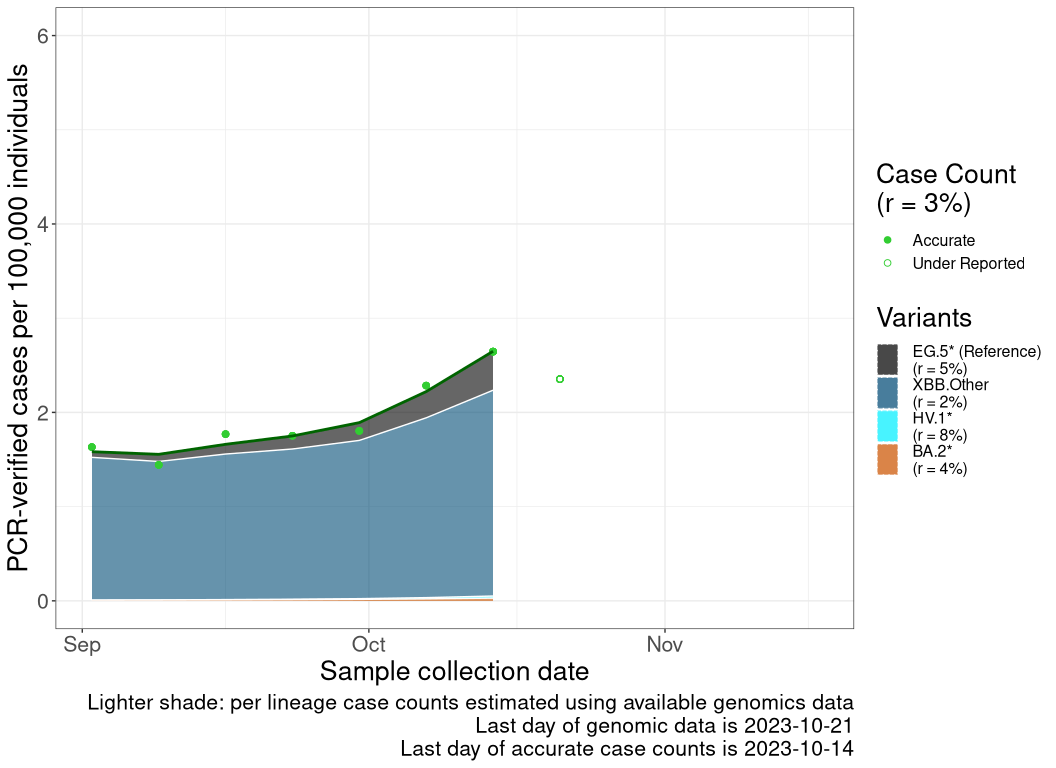 PCR-verified cases per 100,000 individuals
6
4
2
0
Sep
Oct
Nov
Sample collection date
Lighter shade: per lineage case counts estimated using available genomics data
Last day of genomic data is 2023-10-21
Last day of accurate case counts is 2023-10-14
Case Count
(r = 3%)
Accurate
Under Reported
Variants
EG.5* (Reference)
(r = 5%)
XBB.Other
(r = 2%)
HV.1*
(r = 8%)
BA.2*
(r = 4%)